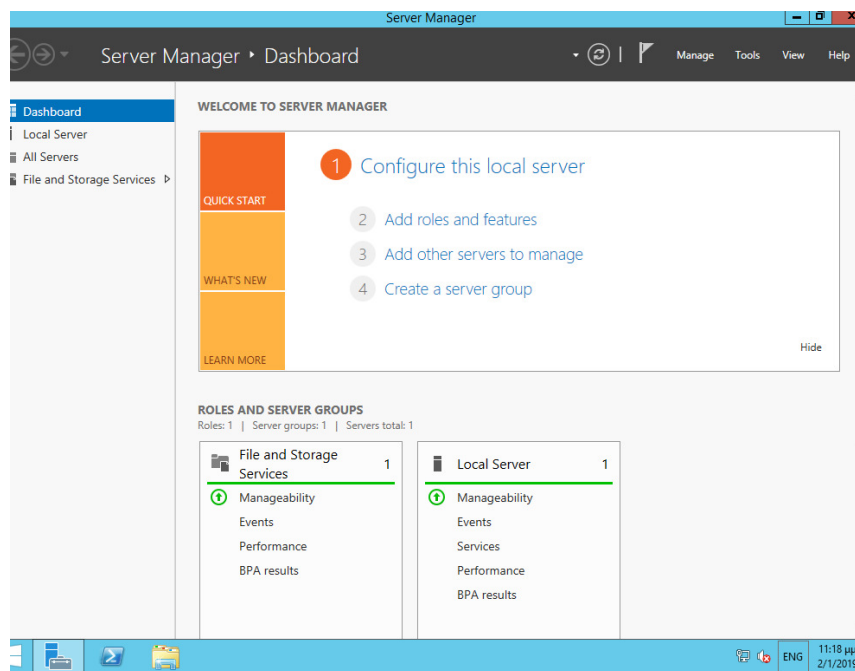 Server Manager
Server Manager • Dashboard
Manage Tools View Help
Dashboard
Local Server
All Servers
File and Storage Services
WELCOME TO SERVER MANAGER
QUICK START
WHAT'S NEW
LEARN MORE
1 Configure this local server
2 Add roles and features
3 Add other servers to manage
4 Create a server group
Hide
ROLES AND SERVER GROUPS
Roles: 1 | Server groups: 1 | Servers total: 1
File and Storage
Services 1
Manageability
Events
Performance
BPA results
Local Server 1
Manageability
Events
Services
Performance
BPA results
ENG
11:18 μμ
2/1/2019